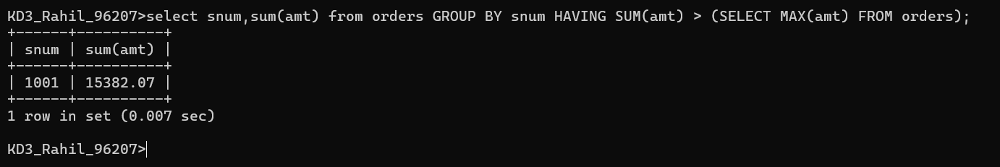 KD3_Rahil_96207>select snum,sum(amt) from orders GROUP BY snum HAVING SUM(amt) > (SELECT MAX(amt) FROM orders);
+------+----------+
| snum | sum(amt) |
+------+----------+
| 1001 | 15382.07 |
+------+----------+
1 row in set (0.007 sec)
KD3_Rahil_96207>